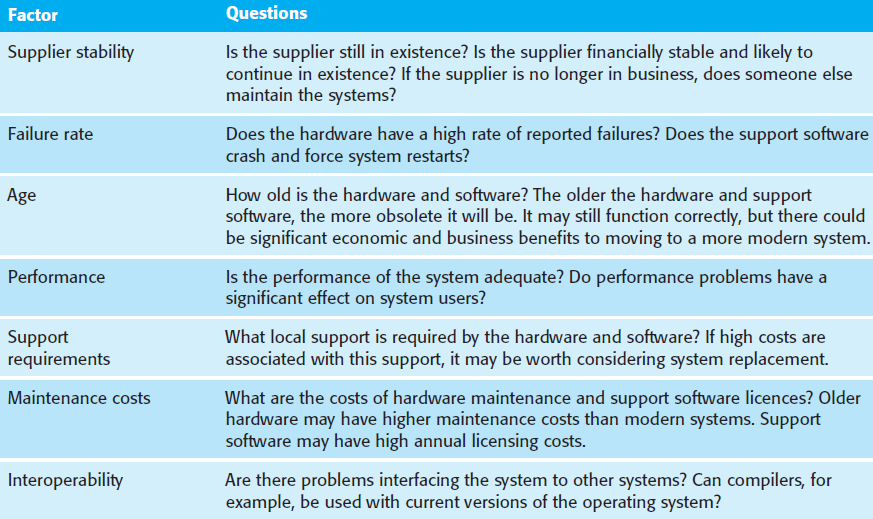 Factor Questions
Supplier stability Is the supplier still in existence? Is the supplier financially stable and likely to
continue in existence? If the supplier is no longer in business, does someone else
maintain the systems?
Failure rate Does the hardware have a high rate of reported failures? Does the support software
crash and force system restarts?
Age How old is the hardware and software? The older the hardware and support
software, the more obsolete it will be. It may still function correctly, but there could
be significant economic and business benefits to moving to a more modern system.
Performance Is the performance of the system adequate? Do performance problems have a
significant effect on system users?
Support What local support is required by the hardware and software? If high costs are
requirements associated with this support, it may be worth considering system replacement.
Maintenance costs What are the costs of hardware maintenance and support software licences? Older
hardware may have higher maintenance costs than modern systems. Support
software may have high annual licensing costs.
Interoperability Are there problems interfacing the system to other systems? Can compilers, for
example, be used with current versions of the operating system?